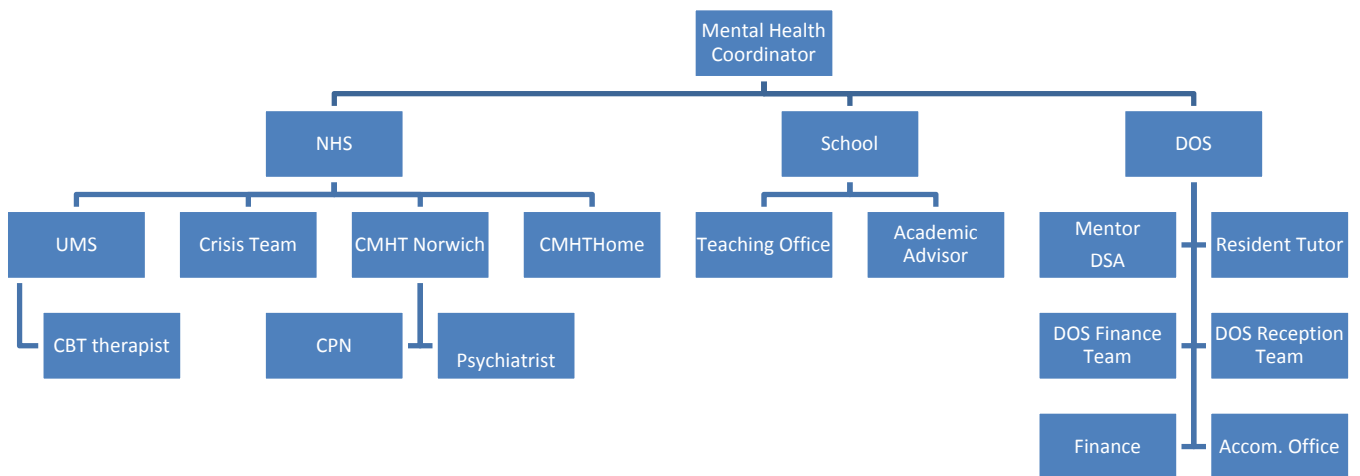 Mental Health
Coordinator
NHS
School
DOS
UMS
Crisis Team
CMHT Norwich
CMHTHome
Teaching Office
Academic
Advisor
Mentor
DSA
Resident Tutor
CBT therapist
CPN
Psychiatrist
DOS Finance
Team
DOS Reception
Team
Finance
Accom. Office